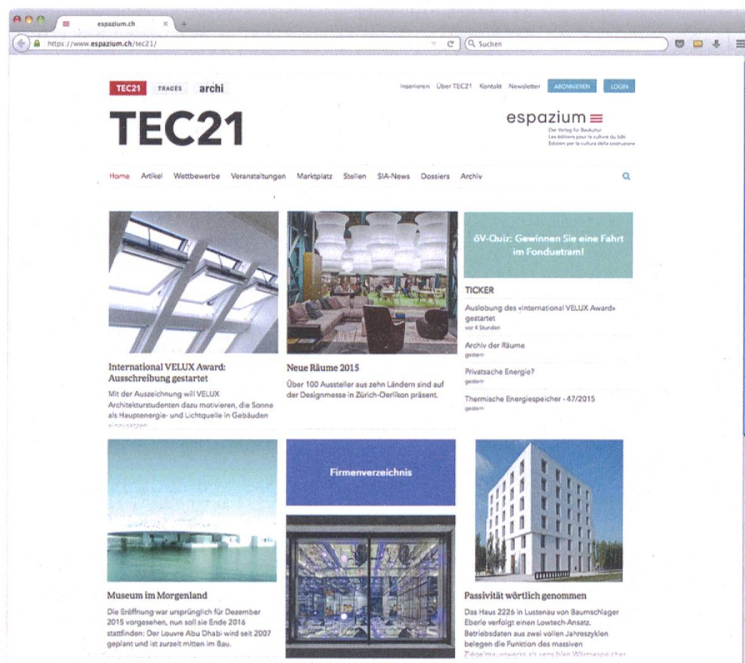 espazium.ch
https://www.espazium.ch/tec21/
Suchen
TEC21
TRACÉS
archi
Inserieren Über TEC21 Kontakt Newsletter ABONNIEREN LOGIN
TEC21
espazium
Der Verlag für Baukultur
Les éditions pour la culture du bâti
Edizioni per la cultura della costruzione
Home Artikel Wettbewerbe Veranstaltungen Marktplatz Stellen SIA-News Dossiers Archiv
International VELUX Award:
Ausschreibung gestartet
Mit der Auszeichnung will VELUX
Architekturstudenten dazu motivieren, die Sonne
als Hauptenergie- und Lichtquelle in Gebäuden
einzusetzen
Neue Räume 2015
Über 100 Aussteller aus zehn Ländern sind auf
der Designmesse in Zürich-Oerlikon präsent.
öV-Quiz: Gewinnen Sie eine Fahrt
im Fonduetram!
TICKER
Auslobung des «International VELUX Award»
gestartet
vor 4 Stunden
Archiv der Räume
gestern
Privatsache Energie?
gestern
Thermische Energiespeicher - 47/2015
gestern
Museum im Morgenland
Die Eröffnung war ursprünglich für Dezember
2015 vorgesehen, nun soll sie Ende 2016
stattfinden: Der Louvre Abu Dhabi wird seit 2007
geplant und ist zurzeit mitten im Bau.
Firmenverzeichnis
Passivität wörtlich genommen
Das Haus 2226 in Lustenau von Baumschlager
Eberle verfolgt einen Lowtech-Ansatz.
Betriebsdaten aus zwei vollen Jahreszyklen
belegen die Funktion des massiven
Ziegelmauerwerks als sensiblen Wärmespeicher